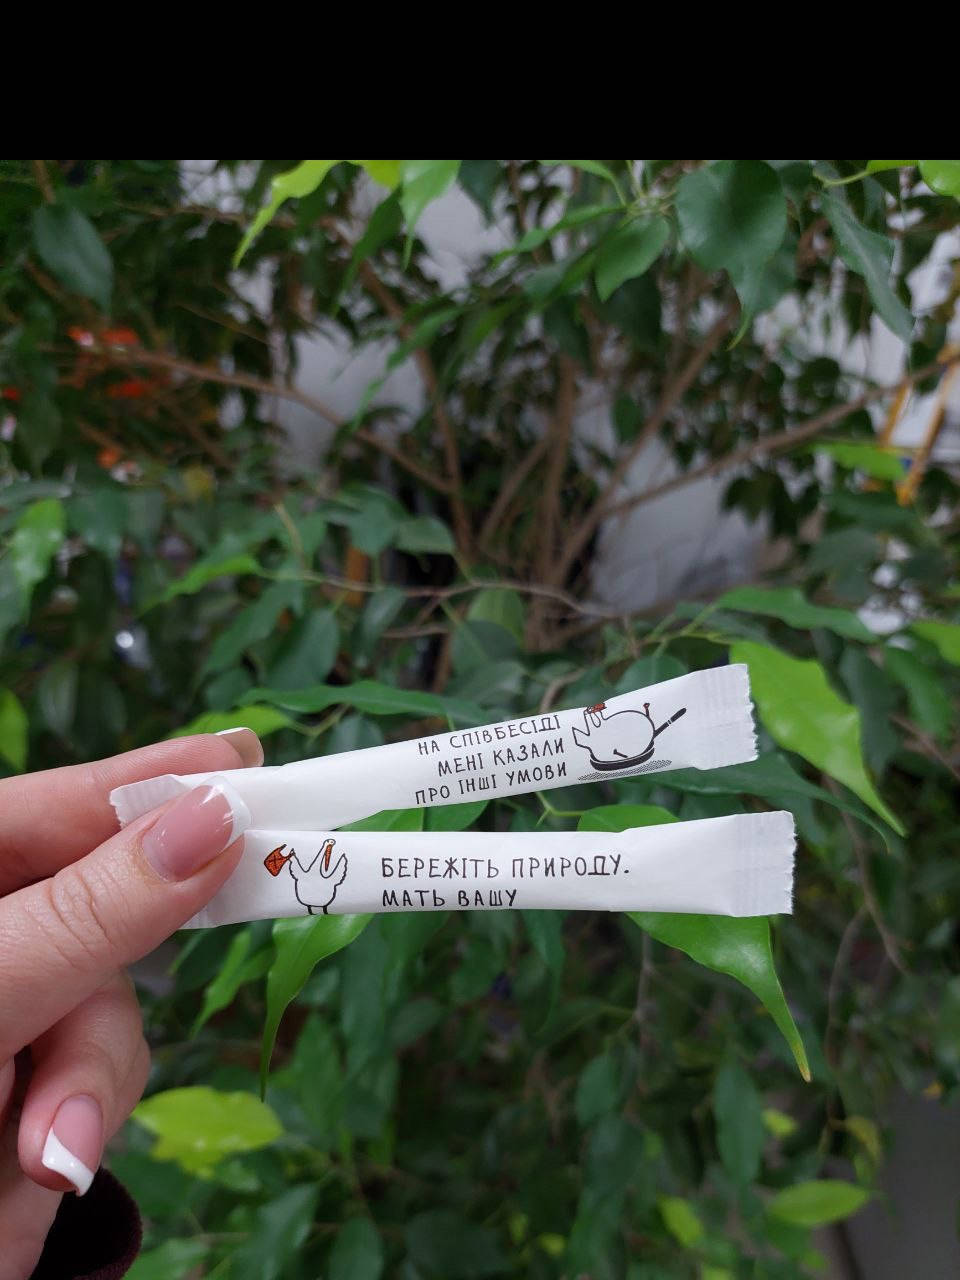 НА СПІВБЕСІДІ
МЕНІ КАЗАЛИ
ПРО ІНШІ УМОВИ
БЕРЕЖІТЬ ПРИРОДУ.
МАТЬ ВАШУ